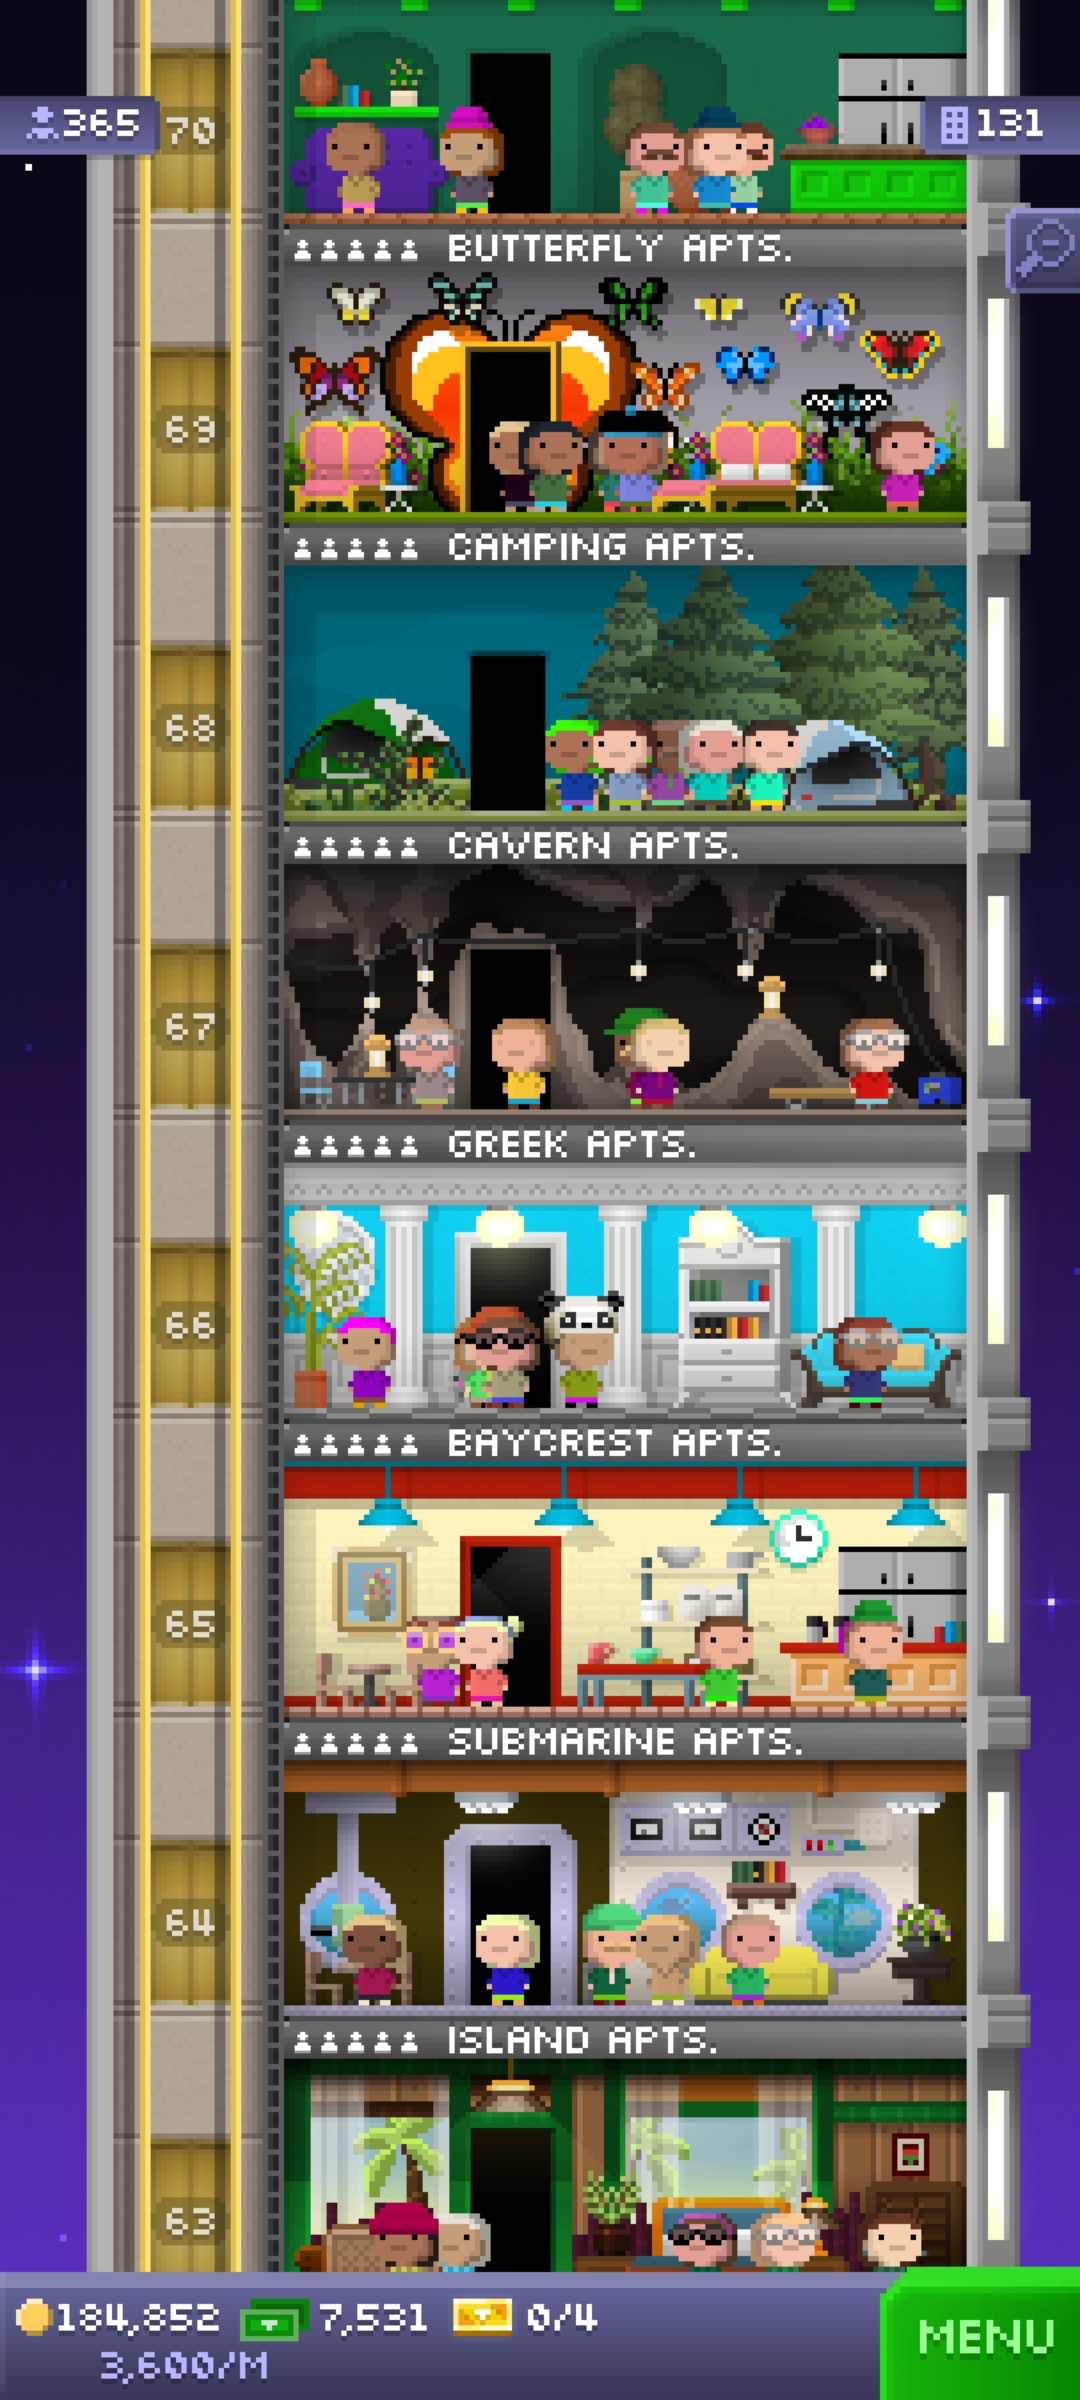 365
70
131
BUTTERFLY APTS.
69
CAMPING APTS.
68
CAVERN APTS.
67
GREEK APTS.
66
BAYCREST APTS.
65
SUBMARINE APTS.
64
ISLAND APTS.
63
184,852 7,531 0/4
3,600/M
MENU